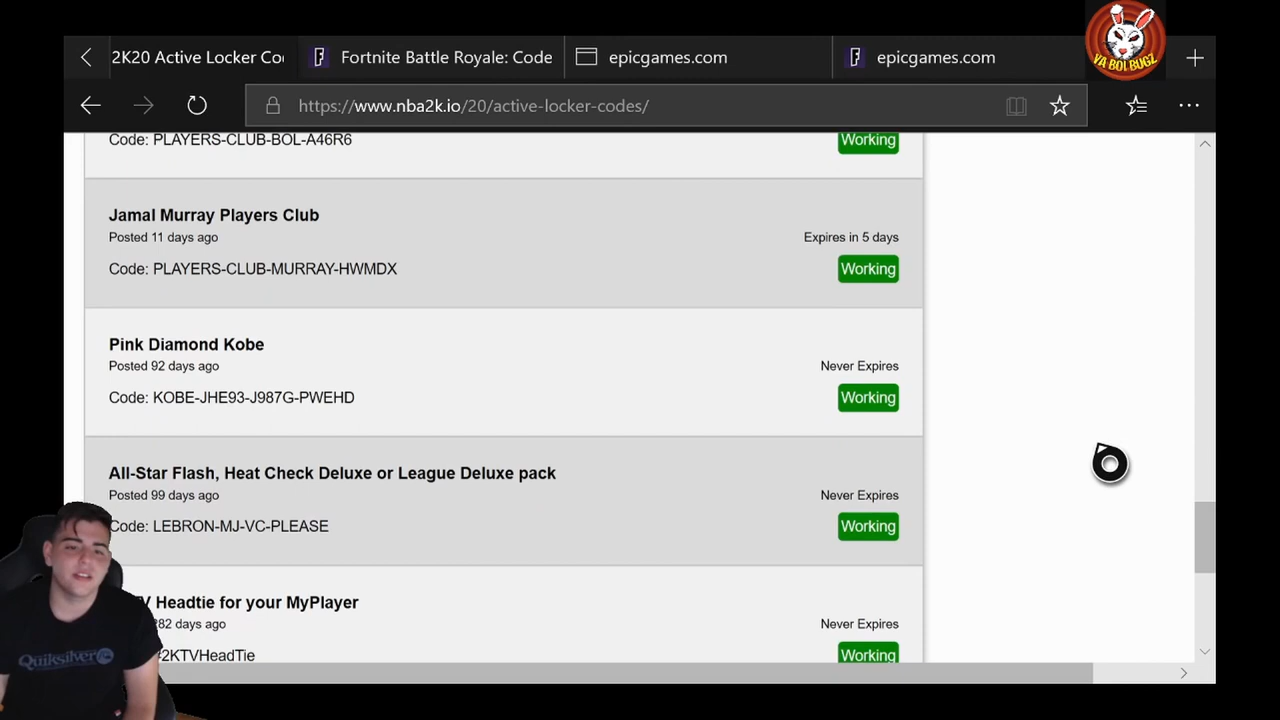 2K20 Active Locker Co
Fortnite Battle Royale: Code
epicgames.com
epicgames.com
YA BOI BUGZ
https://www.nba2k.io/20/active-locker-codes/
Code: PLAYERS-CLUB-BOL-A46R6
Working
Jamal Murray Players Club
Posted 11 days ago
Expires in 5 days
Code: PLAYERS-CLUB-MURRAY-HWMDX
Working
Pink Diamond Kobe
Posted 92 days ago
Never Expires
Code: KOBE-JHE93-J987G-PWEHD
Working
All-Star Flash, Heat Check Deluxe or League Deluxe pack
Posted 99 days ago
Never Expires
Code: LEBRON-MJ-VC-PLEASE
Working
Headtie for your MyPlayer
282 days ago
Never Expires
2KTVHeadTie
Working
Quiksilver